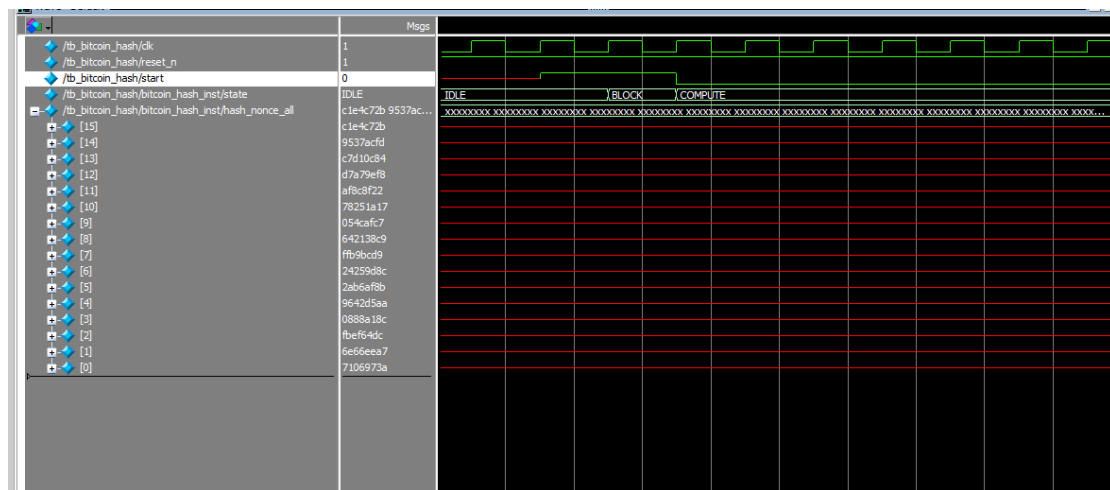 Msgs
/tb_bitcoin_hash/clk 1
/tb_bitcoin_hash/reset_n 1
/tb_bitcoin_hash/start 0
/tb_bitcoin_hash/bitcoin_hash_inst/state IDLE IDLE BLOCK COMPUTE
/tb_bitcoin_hash/bitcoin_hash_inst/hash_nonce_all c1e4c72b 9537ac... xxxxxxxx xxxxxxxx xxxxxxxx xxxxxxxx xxxxxxxx xxxxxxxx xxxxxxxx xxxxxxxx xxxxxxxx xxxxxxxx xxxxxxxx xxxxxxxx xxxxxxxx xxxx...
[15] c1e4c72b
[14] 9537acfd
[13] c7d10c84
[12] d7a79ef8
[11] af8c8f22
[10] 78251a17
[9] 054cafc7
[8] 642138c9
[7] ffb9bcd9
[6] 24259d8c
[5] 2ab6af8b
[4] 9642d5aa
[3] 0888a18c
[2] fbef64dc
[1] 6e66eea7
[0] 7106973a